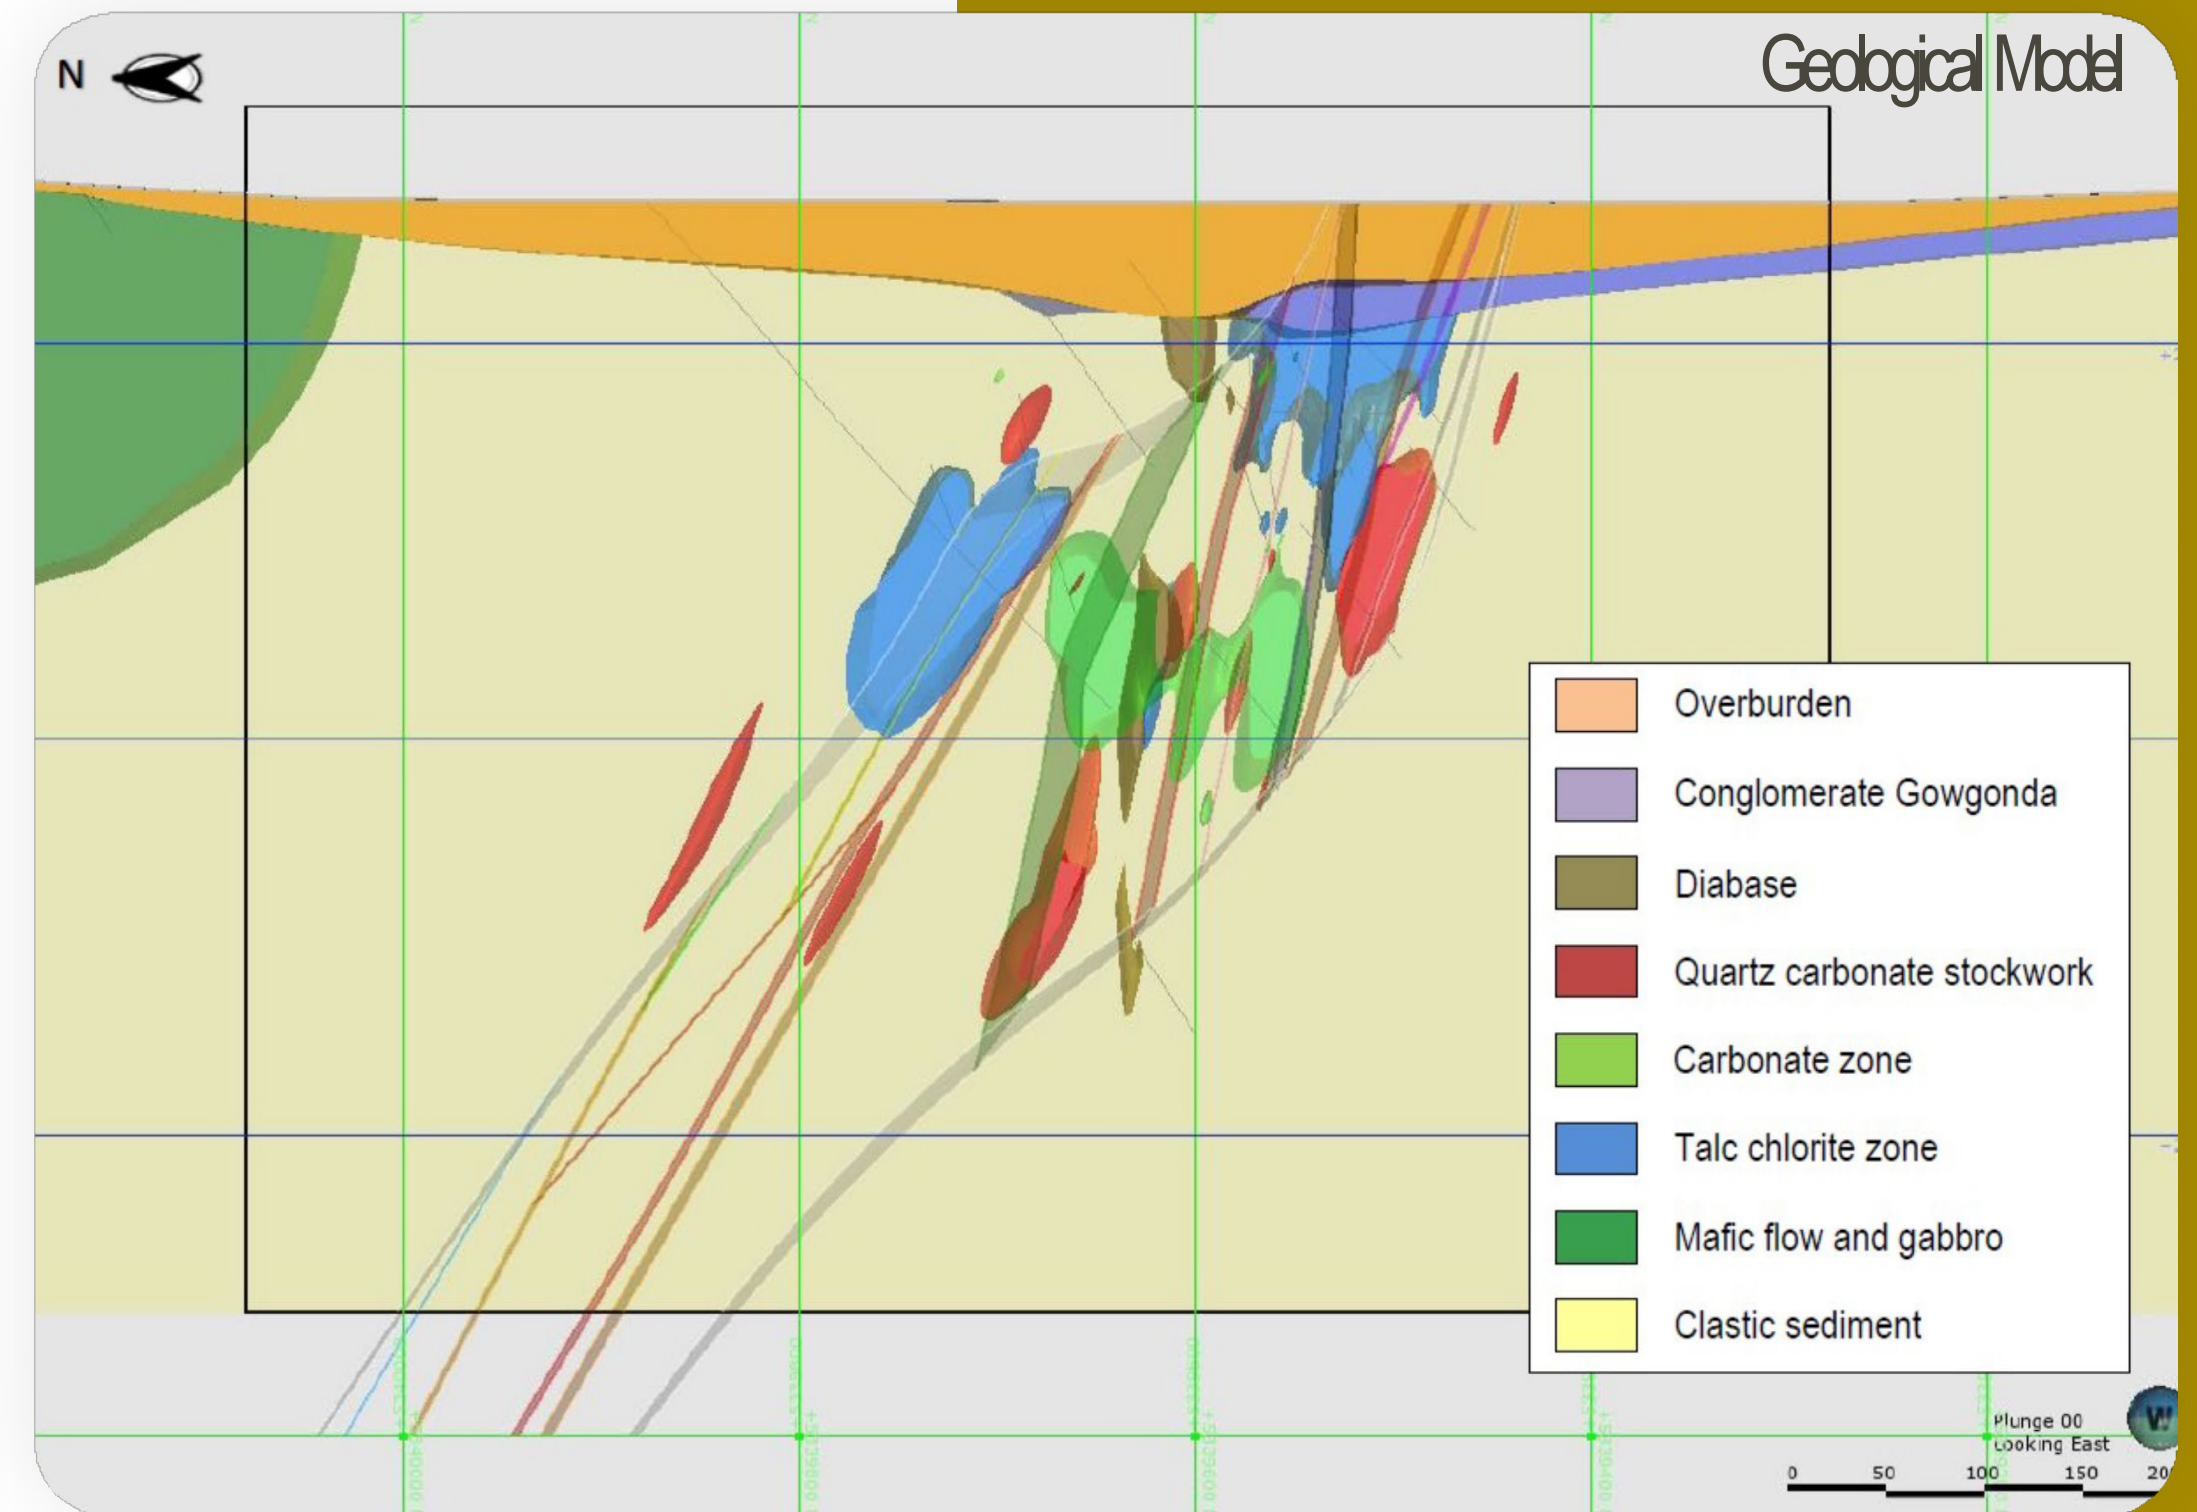 Geological Model
N
Overburden
Conglomerate Gowgonda
Diabase
Quartz carbonate stockwork
Carbonate zone
Talc chlorite zone
Mafic flow and gabbro
Clastic sediment
W
Plunge 00
Looking East
0 50 100 150